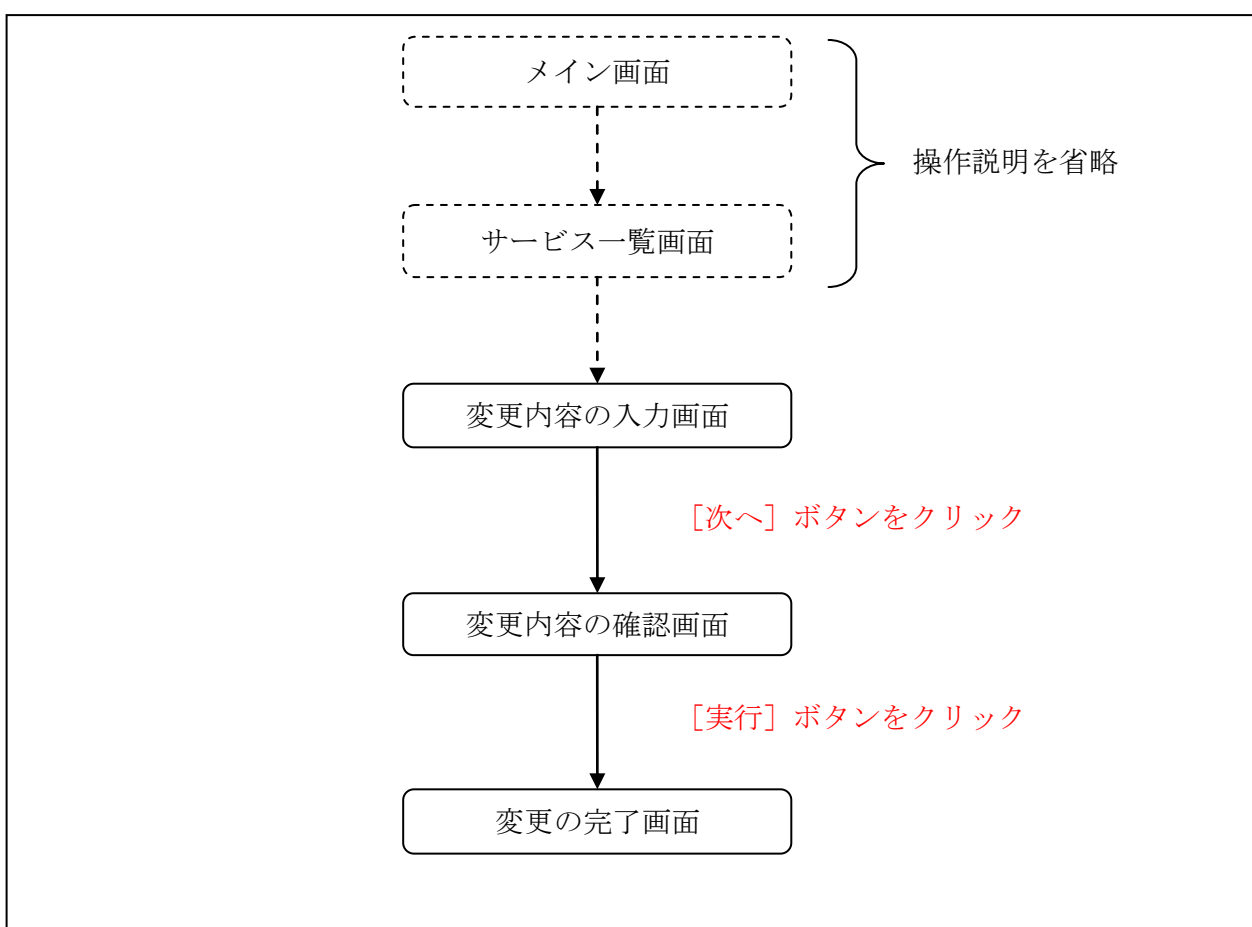 メイン画面
操作説明を省略
サービス一覧画面
変更内容の入力画面
［次へ］ボタンをクリック
変更内容の確認画面
［実行］ボタンをクリック
変更の完了画面